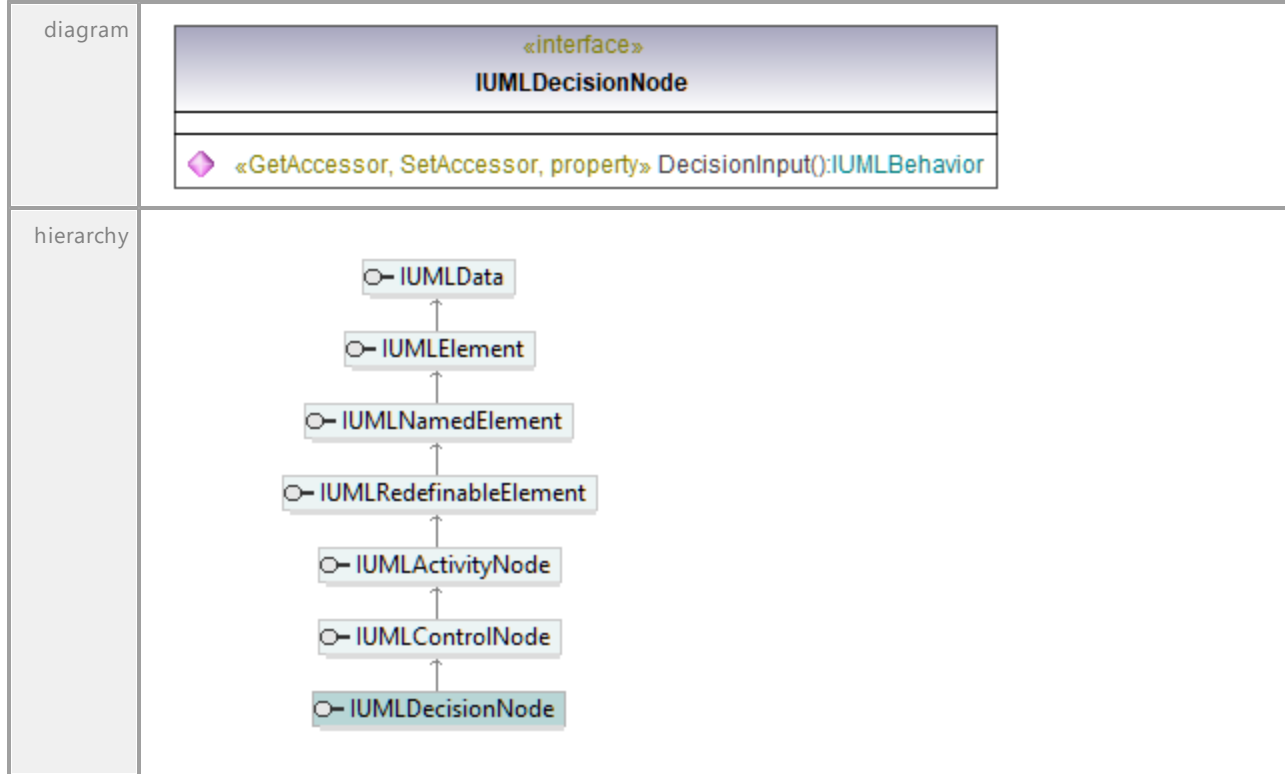 diagram
«interface»
IUMLDecisionNode
«GetAccessor, SetAccessor, property» DecisionInput():IUMLBehavior
hierarchy
IUMLData
IUMLElement
IUMLNamedElement
IUMLRedefinableElement
IUMLActivityNode
IUMLControlNode
IUMLDecisionNode